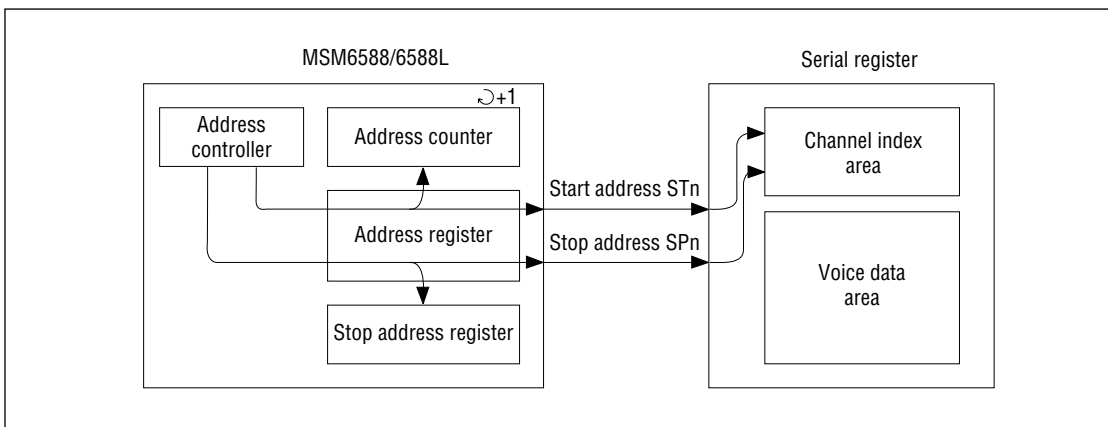 MSM6588/6588L
Serial register
+1
Address
controller
Address counter
Channel index
area
Start address STn
Address register
Stop address SPn
Voice data
area
Stop address register